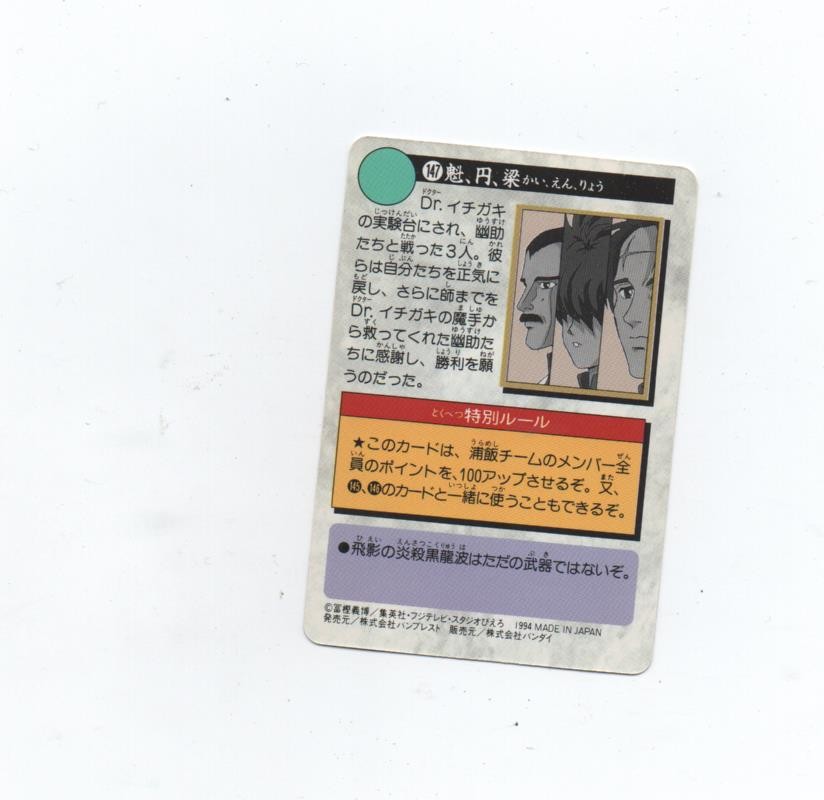 147 魁、円、梁 かい、えん、りょう
Dr.イチガキ
の実験台にされ、幽助
たちと戦った3人。彼
らは自分たちを正気に
戻し、さらに師までを
Dr.イチガキの魔手か
ら救ってくれた幽助た
ちに感謝し、勝利を願
うのだった。
とくべつ特別ルール
★このカードは、浦飯チームのメンバー全
員のポイントを、100アップさせるぞ。又、
145、146のカードと一緒に使うこともできるぞ。
●飛影の炎殺黒龍波はただの武器ではないぞ。
©冨樫義博/集英社・フジテレビ・スタジオぴえろ 1994 MADE IN JAPAN
発売元/株式会社バンプレスト 販売元/株式会社バンダイ